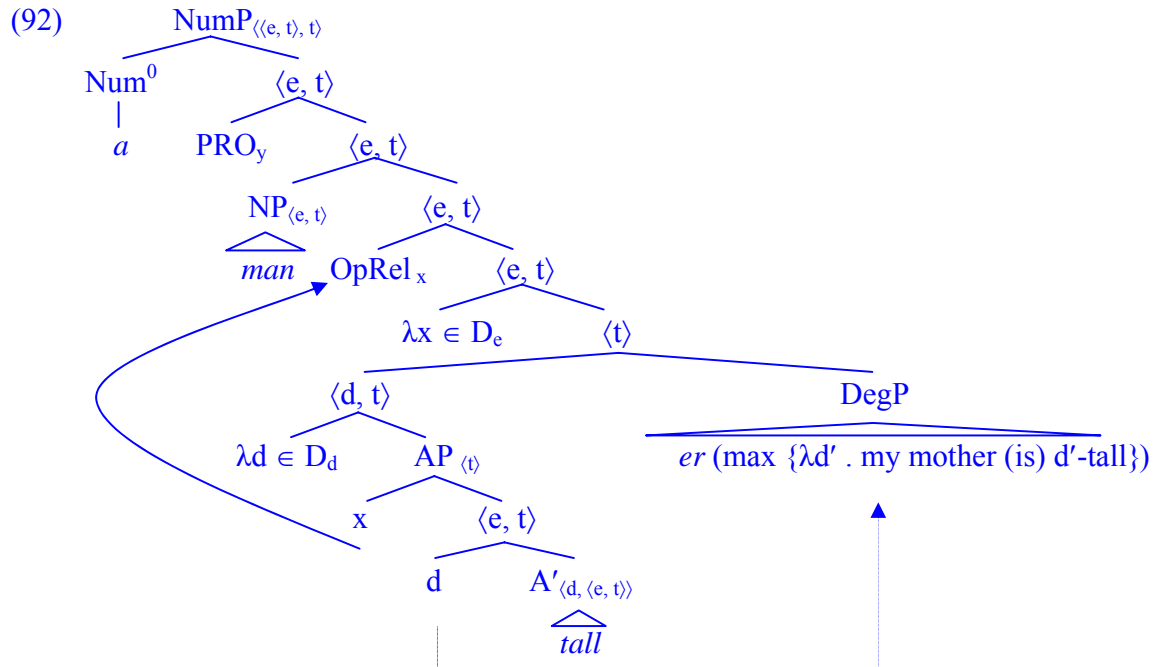 (92) NumP⟨⟨e, t⟩, t⟩
Num⁰ ⟨e, t⟩
a PROy ⟨e, t⟩
NP⟨e, t⟩ ⟨e, t⟩
man OpRel x ⟨e, t⟩
λx ∈ De ⟨t⟩
⟨d, t⟩ DegP
λd ∈ Dd AP ⟨t⟩ er (max {λd′ . my mother (is) d′-tall})
x ⟨e, t⟩
d A′⟨d, ⟨e, t⟩⟩
tall